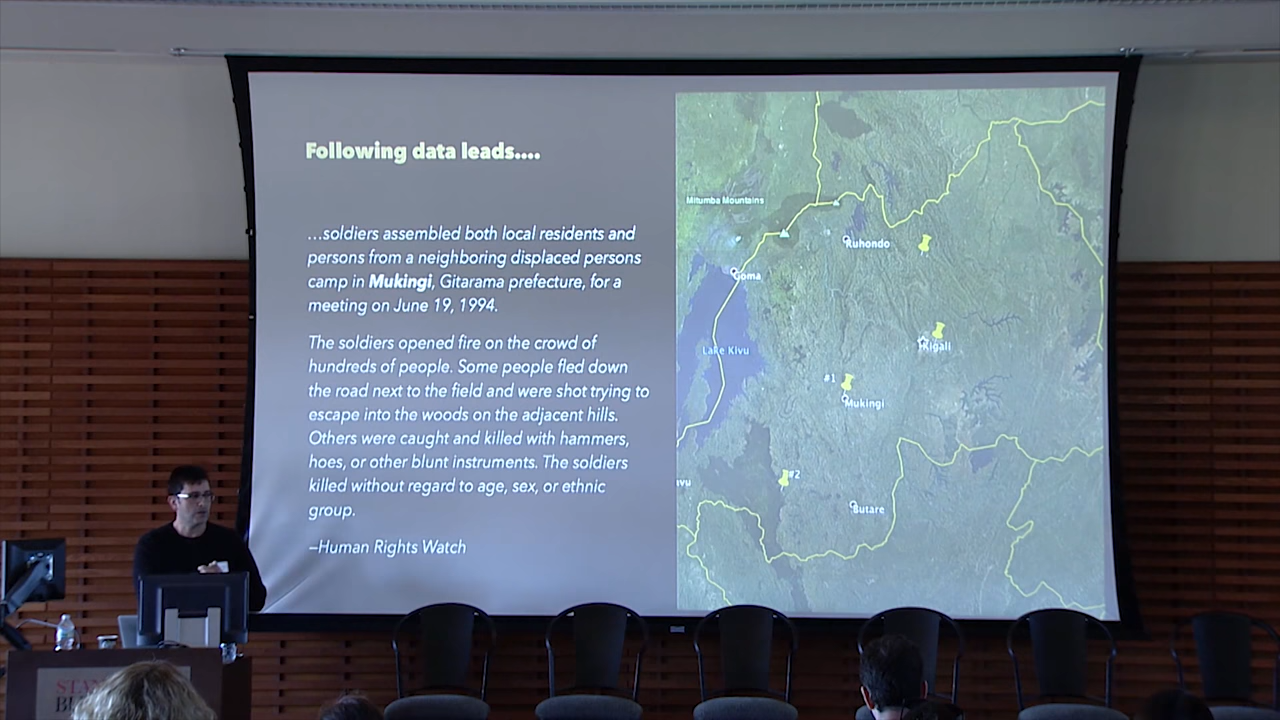 Following data leads....
...soldiers assembled both local residents and
persons from a neighboring displaced persons
camp in Mukingi, Gitarama prefecture, for a
meeting on June 19, 1994.
The soldiers opened fire on the crowd of
hundreds of people. Some people fled down
the road next to the field and were shot trying to
escape into the woods on the adjacent hills.
Others were caught and killed with hammers,
hoes, or other blunt instruments. The soldiers
killed without regard to age, sex, or ethnic
group.
–Human Rights Watch
Mitumba Mountains
Ruhondo
Goma
Kigali
Lake Kivu
#1
Mukingi
#2
Butare